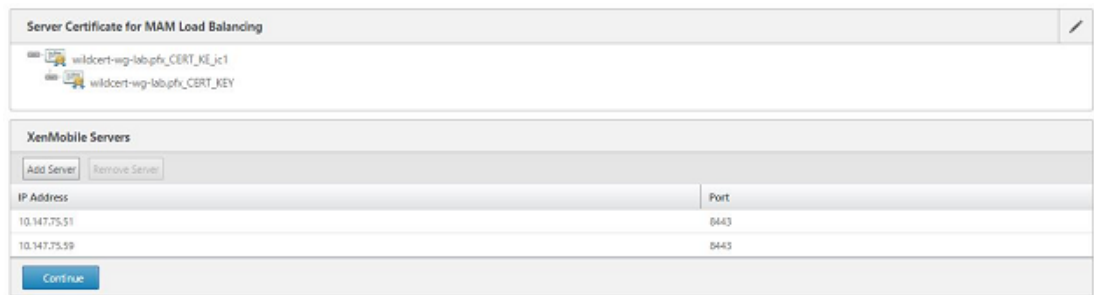 Server Certificate for MAM Load Balancing
wildcert-wg-lab.pfx_CERT_KE_ic1
wildcert-wg-lab.pfx_CERT_KEY
XenMobile Servers
Add Server Remove Server
IP Address Port
10.147.75.51 8443
10.147.75.59 8443
Continue